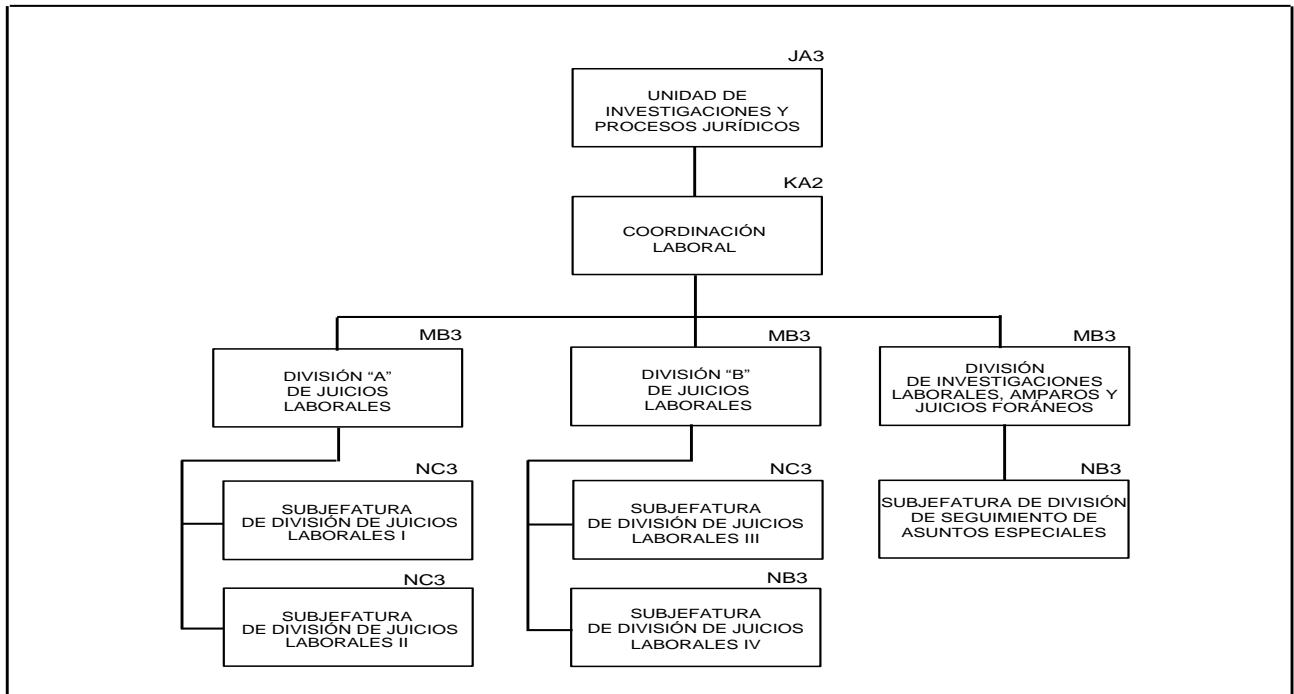 JA3
UNIDAD DE
INVESTIGACIONES Y
PROCESOS JURÍDICOS
KA2
COORDINACIÓN
LABORAL
MB3
DIVISIÓN “A”
DE JUICIOS
LABORALES
MB3
DIVISIÓN “B”
DE JUICIOS
LABORALES
MB3
DIVISIÓN
DE INVESTIGACIONES
LABORALES, AMPAROS Y
JUICIOS FORÁNEOS
NC3
SUBJEFATURA
DE DIVISIÓN DE JUICIOS
LABORALES I
NC3
SUBJEFATURA
DE DIVISIÓN DE JUICIOS
LABORALES III
NB3
SUBJEFATURA DE DIVISIÓN
DE SEGUIMIENTO DE
ASUNTOS ESPECIALES
NC3
SUBJEFATURA
DE DIVISIÓN DE JUICIOS
LABORALES II
NB3
SUBJEFATURA
DE DIVISIÓN DE JUICIOS
LABORALES IV